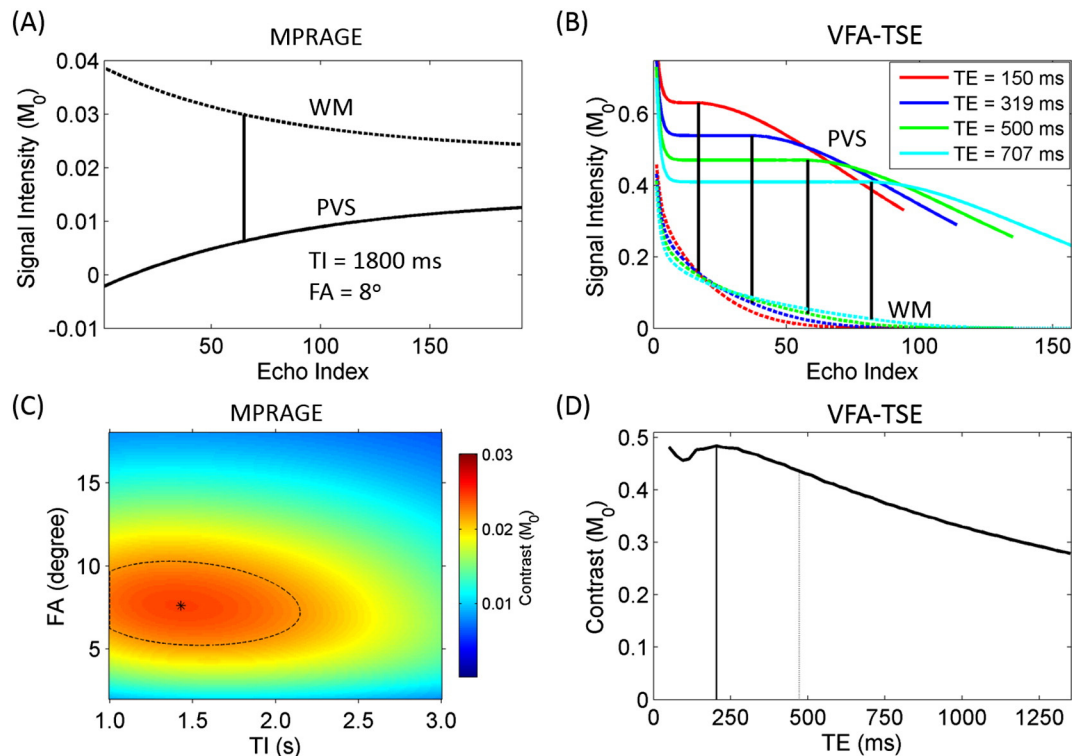 (A)
MPRAGE
Signal Intensity (M0)
0.04
0.03
0.02
0.01
0
-0.01
WM
PVS
TI = 1800 ms
FA = 8°
50
100
150
Echo Index
(B)
VFA-TSE
Signal Intensity (M0)
0.6
0.4
0.2
0
TE = 150 ms
TE = 319 ms
TE = 500 ms
TE = 707 ms
PVS
WM
0
50
100
150
Echo Index
(C)
MPRAGE
FA (degree)
15
10
5
1.0
1.5
2.0
2.5
3.0
TI (s)
0.03
0.02
0.01
Contrast (M0)
(D)
VFA-TSE
Contrast (M0)
0.5
0.4
0.3
0.2
0.1
0
0
250
500
750
1000
1250
TE (ms)